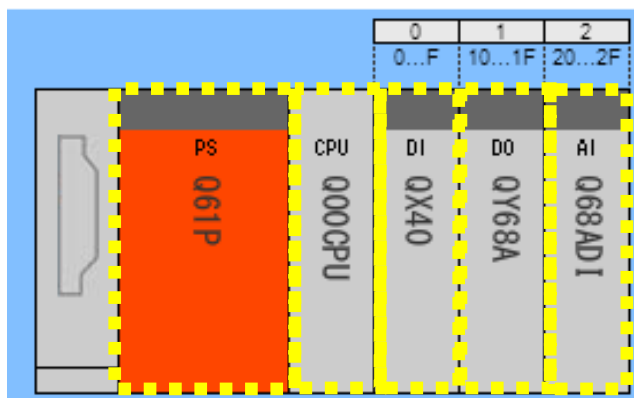 0 1 2
0...F 10...1F 20...2F
PS CPU DI DO AI
Q61P Q00CPU QX40 QY68A Q68ADI